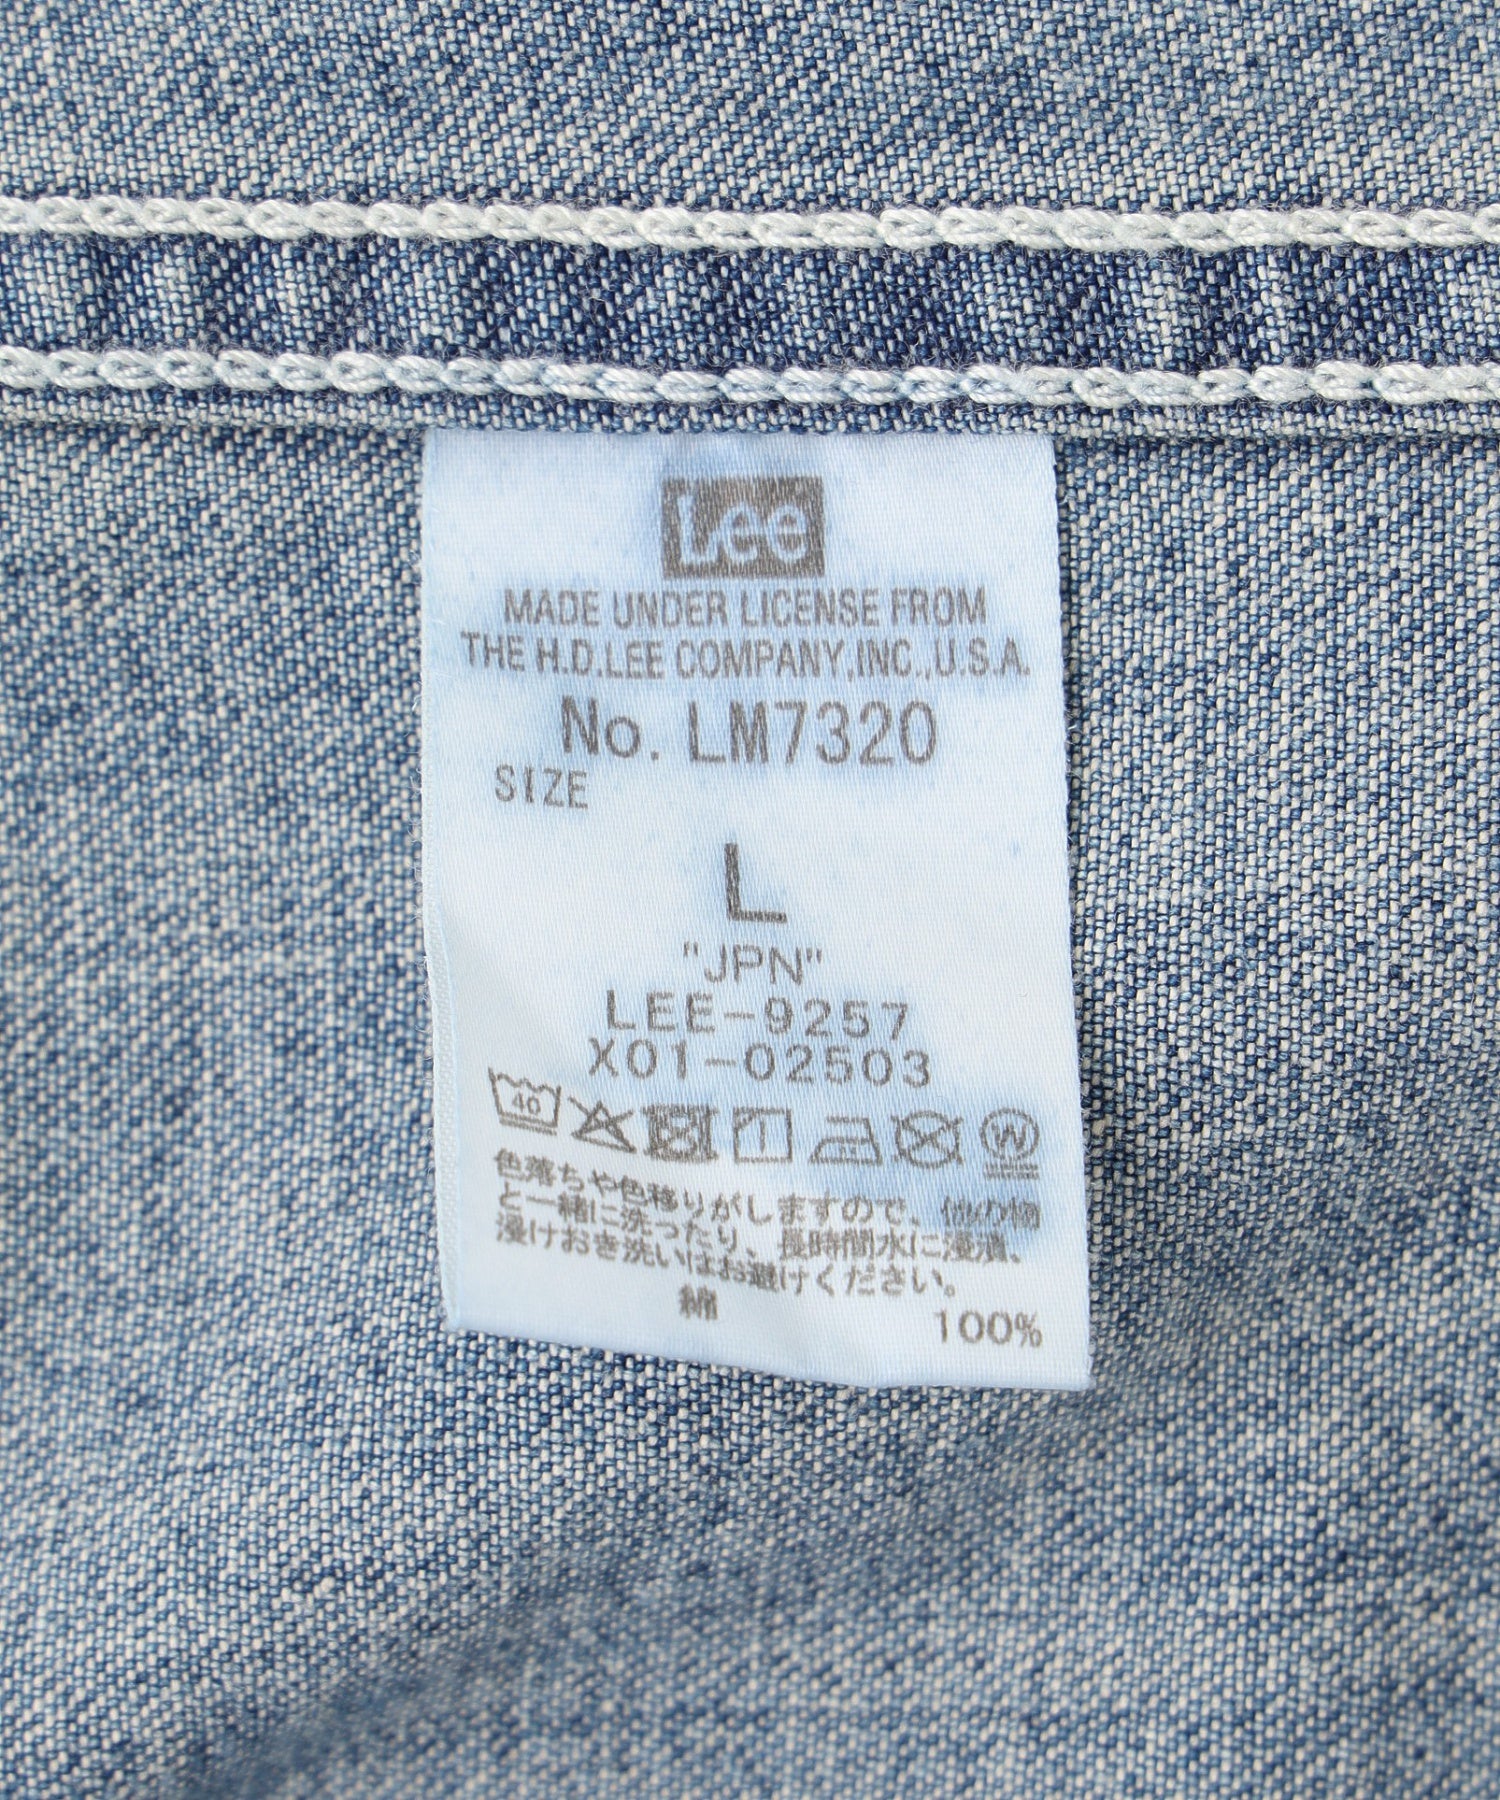 Lee
MADE UNDER LICENSE FROM
THE H.D.LEE COMPANY,INC.,U.S.A.
No. LM7320
SIZE
L
"JPN"
LEE-9257
X01-02503
40 W
色落ちや色移りがしますので、他の物
と一緒に洗ったり、長時間水に浸漬、
浸けおき洗いはお避けください。
綿 100%